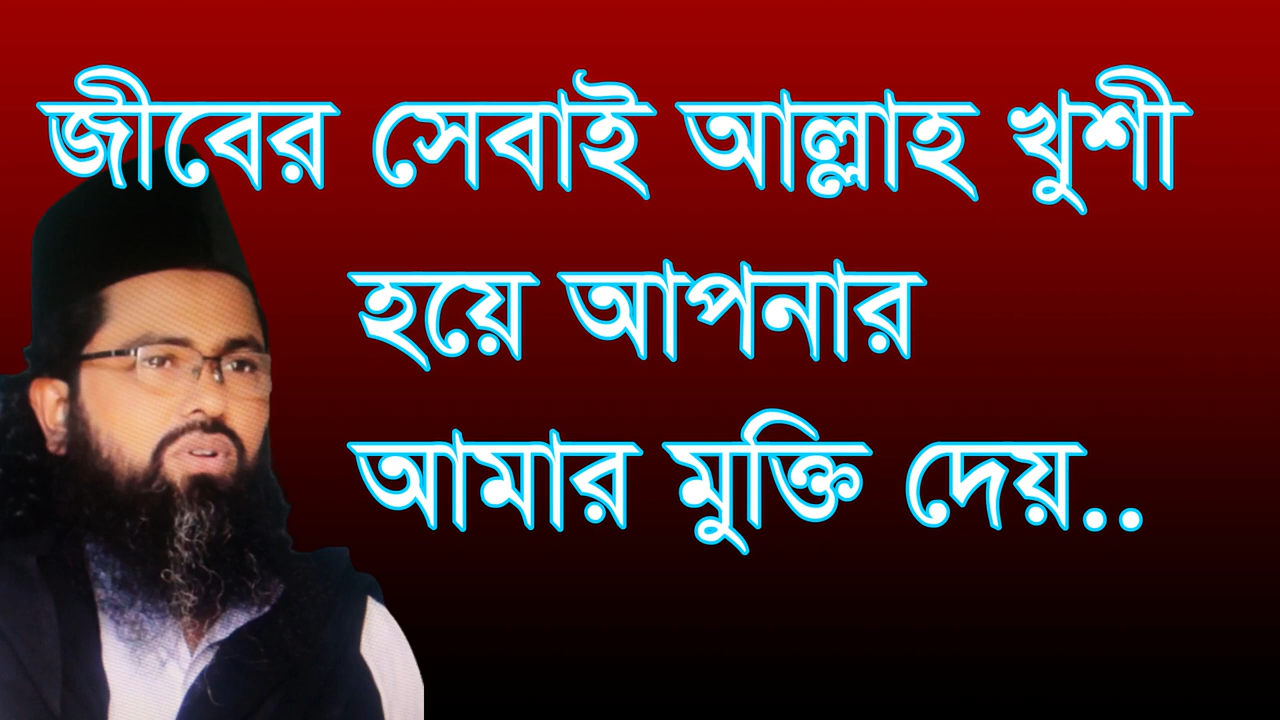 জীবের সেবাই আল্লাহ খুশী
হয়ে আপনার
আমার মুক্তি দেয়..